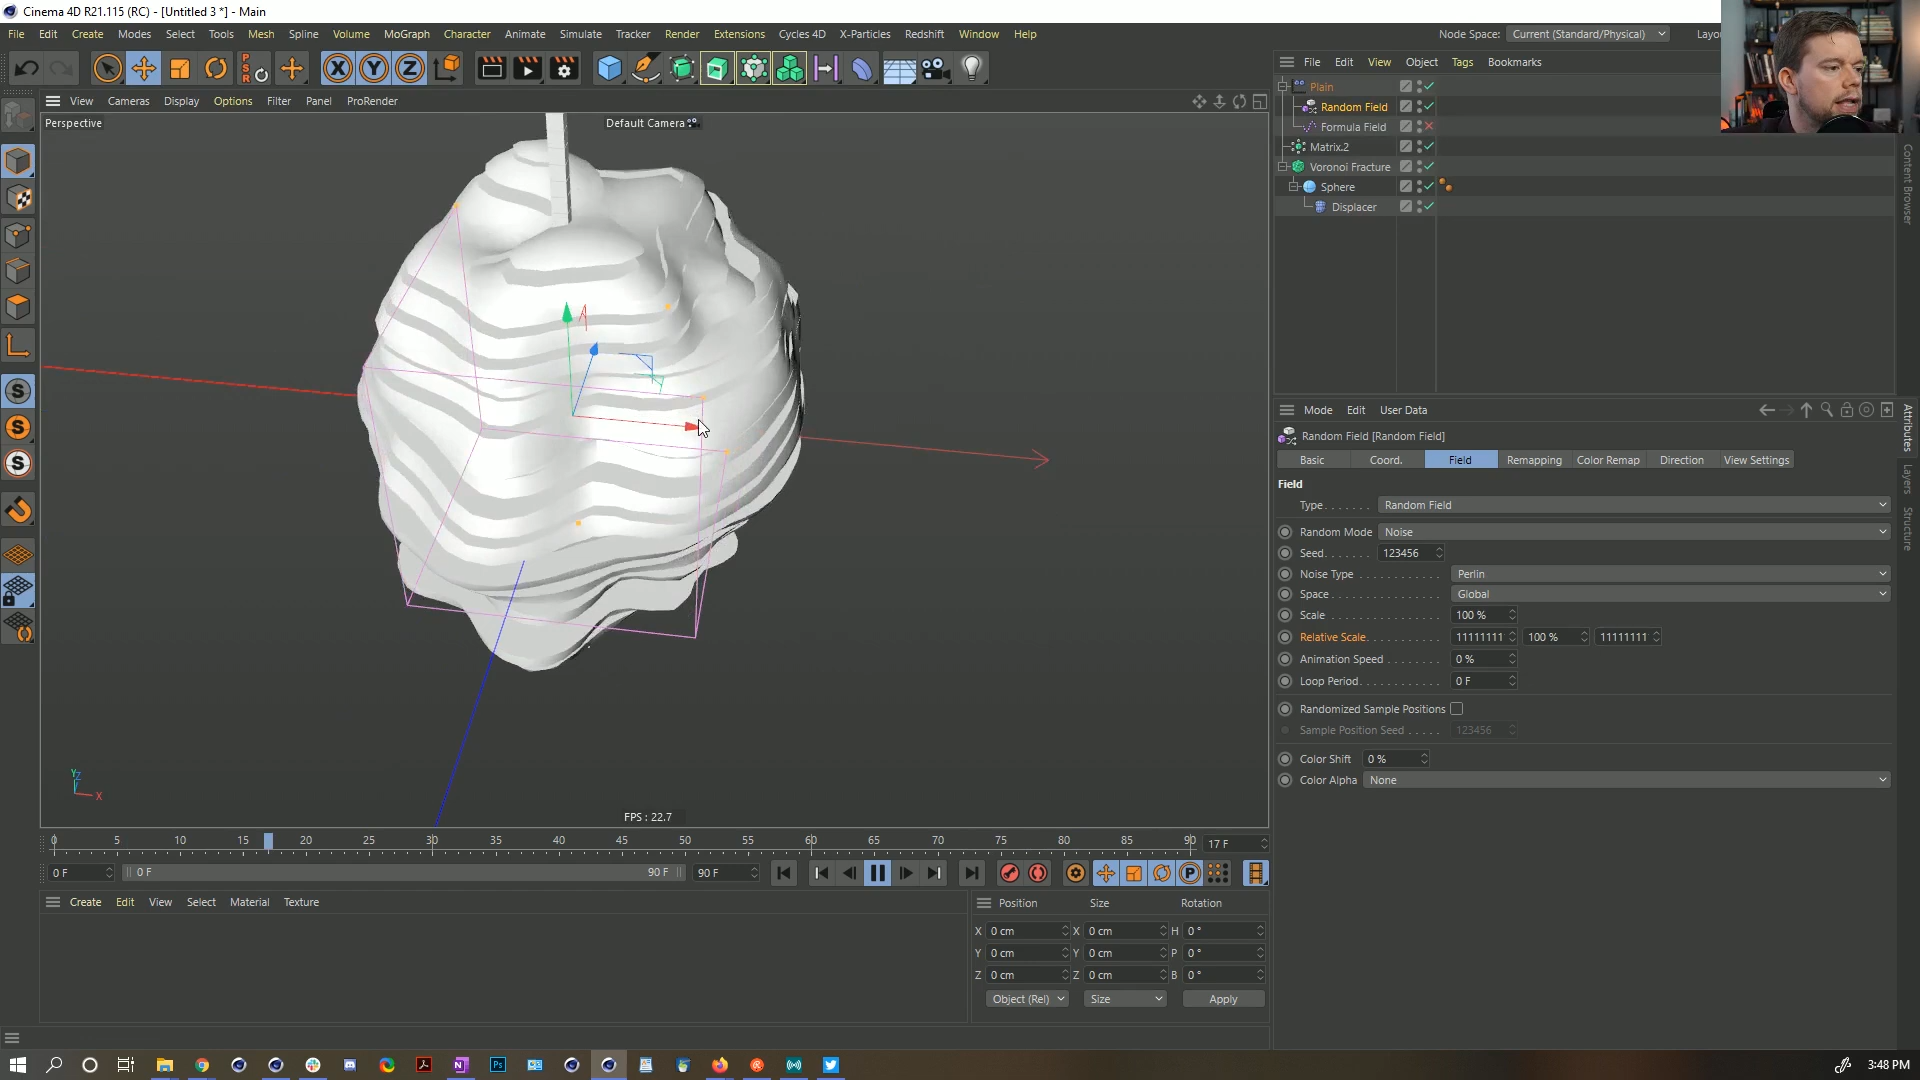 Cinema 4D R21.115 (RC) - [Untitled 3 *] - Main
File Edit Create Modes Select Tools Mesh Spline Volume MoGraph Character Animate Simulate Tracker Render Extensions Cycles 4D X-Particles Redshift Window Help
Node Space: Current (Standard/Physical) Layou
PSR X Y Z
View Cameras Display Options Filter Panel ProRender
Perspective
Default Camera
File Edit View Object Tags Bookmarks
Plain
Random Field
Formula Field
Matrix.2
Voronoi Fracture
Sphere
Displacer
Content Browser
Mode Edit User Data
Random Field [Random Field]
Basic Coord. Field Remapping Color Remap Direction View Settings
Field
Type . . . . . . . Random Field
Random Mode Noise
Seed. . . . . . . 123456
Noise Type . . . . . . . . . . . . Perlin
Space . . . . . . . . . . . . . . . . Global
Scale . . . . . . . . . . . . . . . . . 100 %
Relative Scale. . . . . . . . . . . 11111111 100 % 11111111
Animation Speed . . . . . . . . 0 %
Loop Period. . . . . . . . . . . . 0 F
Randomized Sample Positions
Sample Position Seed . . . . . 123456
Color Shift 0 %
Color Alpha None
Attributes
Layers
Structure
Y Z X
FPS : 22.7
0 5 10 15 20 25 30 35 40 45 50 55 60 65 70 75 80 85 90 17 F
0 F 0 F 90 F 90 F P
Create Edit View Select Material Texture
Position Size Rotation
X 0 cm X 0 cm H 0 °
Y 0 cm Y 0 cm P 0 °
Z 0 cm Z 0 cm B 0 °
Object (Rel) Size Apply
3:48 PM